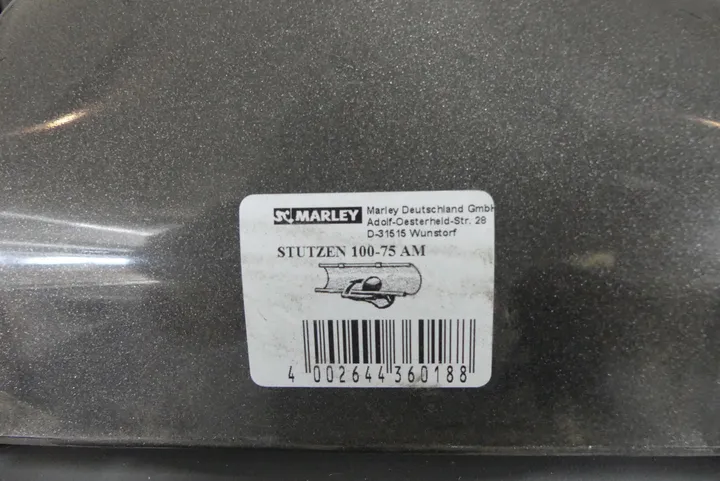 MARLEY
Marley Deutschland GmbH
Adolf-Oesterheld-Str. 28
D-31515 Wunstorf
STUTZEN 100-75 AM
4 002644 360188